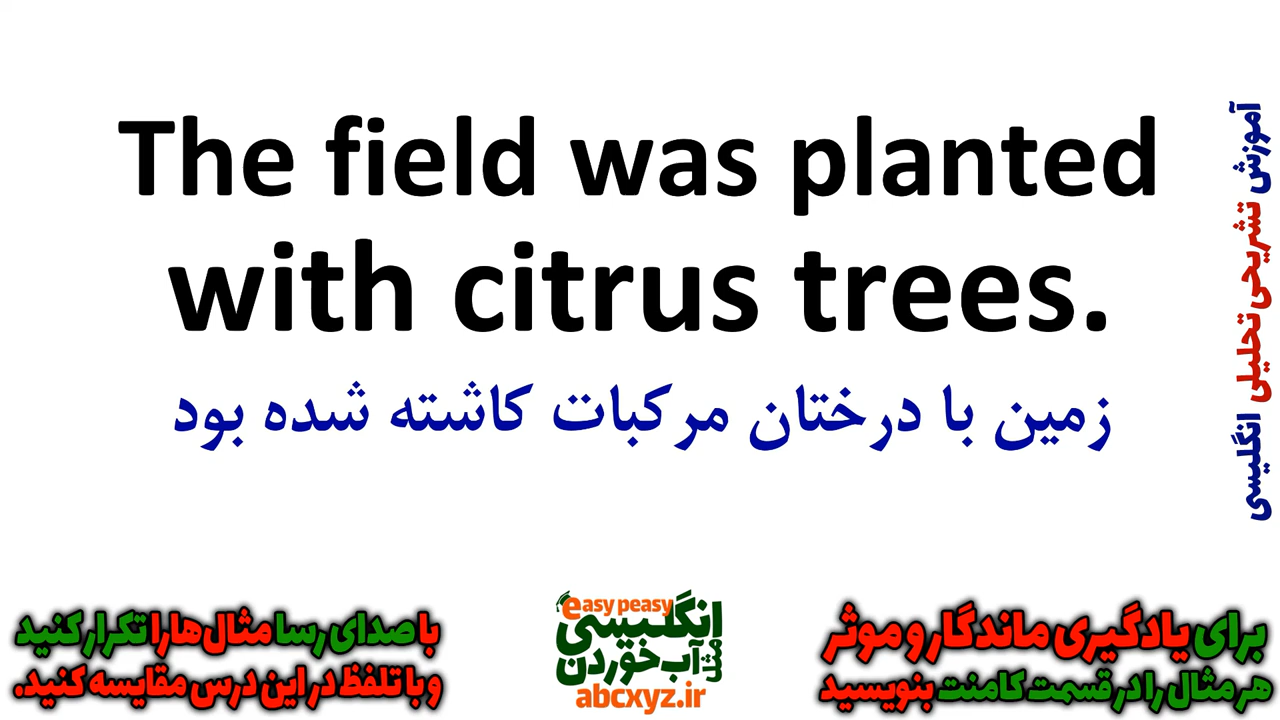 The field was planted
with citrus trees.
زمین با درختان مرکبات کاشته شده بود
آموزش تشریحی تحلیلی انگلیسی
برای یادگیری ماندگار و موثر
هر مثال را در قسمت کامنت بنویسید
easy peasy
انگلیسی
مثل
آب خوردن
abcxyz.ir
با صدای رسا مثال ها را تکرار کنید
و با تلفظ در این درس مقایسه کنید.